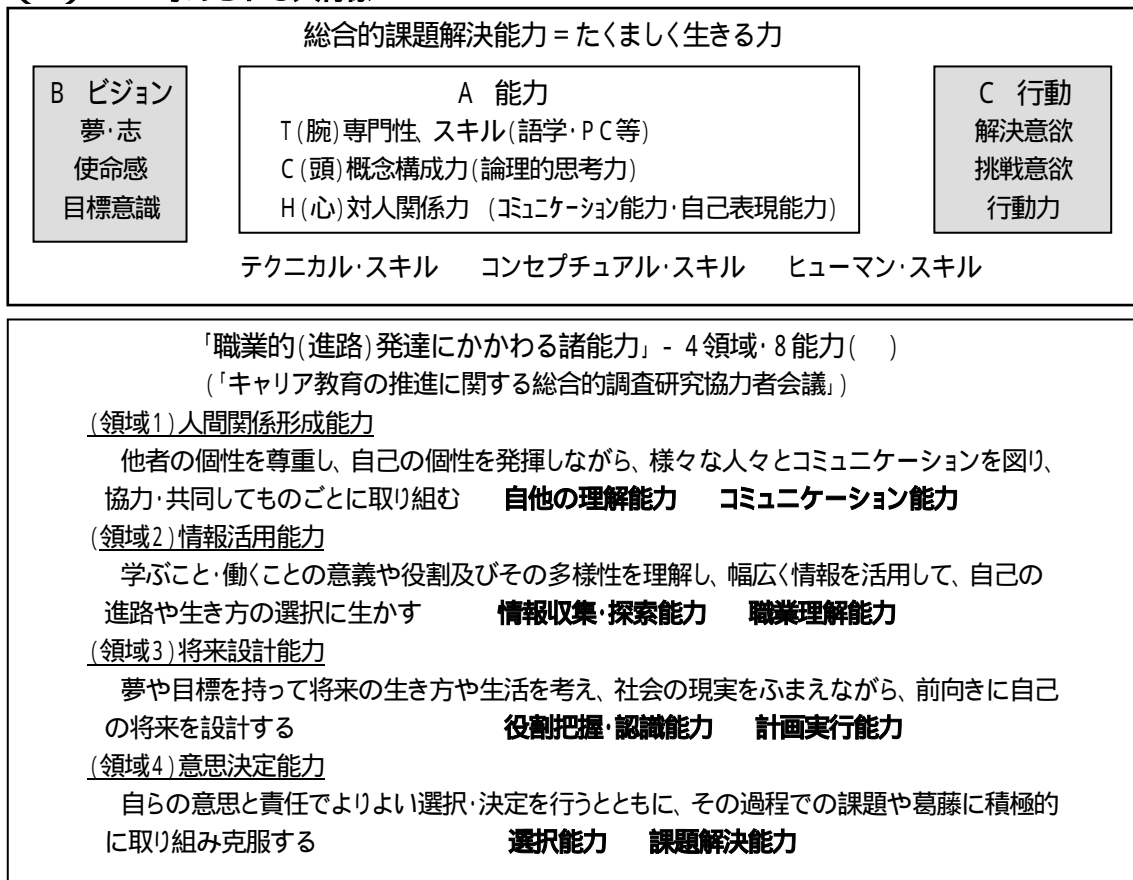 総合的課題解決能力=たくましく生きる力
B ビジョン
夢・志
使命感
目標意識
A 能力
T(腕)専門性、スキル(語学・PC等)
C(頭)概念構成力(論理的思考力)
H(心)対人関係力 (コミュニケーション能力・自己表現能力)
C 行動
解決意欲
挑戦意欲
行動力
テクニカル・スキル コンセプチュアル・スキル ヒューマン・スキル
「職業的(進路)発達にかかわる諸能力」-4領域・8能力( )
(「キャリア教育の推進に関する総合的調査研究協力者会議」)
(領域1)人間関係形成能力
他者の個性を尊重し、自己の個性を発揮しながら、様々な人々とコミュニケーションを図り、
協力・共同してものごとに取り組む 自他の理解能力 コミュニケーション能力
(領域2)情報活用能力
学ぶこと・働くことの意義や役割及びその多様性を理解し、幅広く情報を活用して、自己の
進路や生き方の選択に生かす 情報収集・探索能力 職業理解能力
(領域3)将来設計能力
夢や目標を持って将来の生き方や生活を考え、社会の現実をふまえながら、前向きに自己
の将来を設計する 役割把握・認識能力 計画実行能力
(領域4)意思決定能力
自らの意思と責任でよりよい選択・決定を行うとともに、その過程での課題や葛藤に積極的
に取り組み克服する 選択能力 課題解決能力